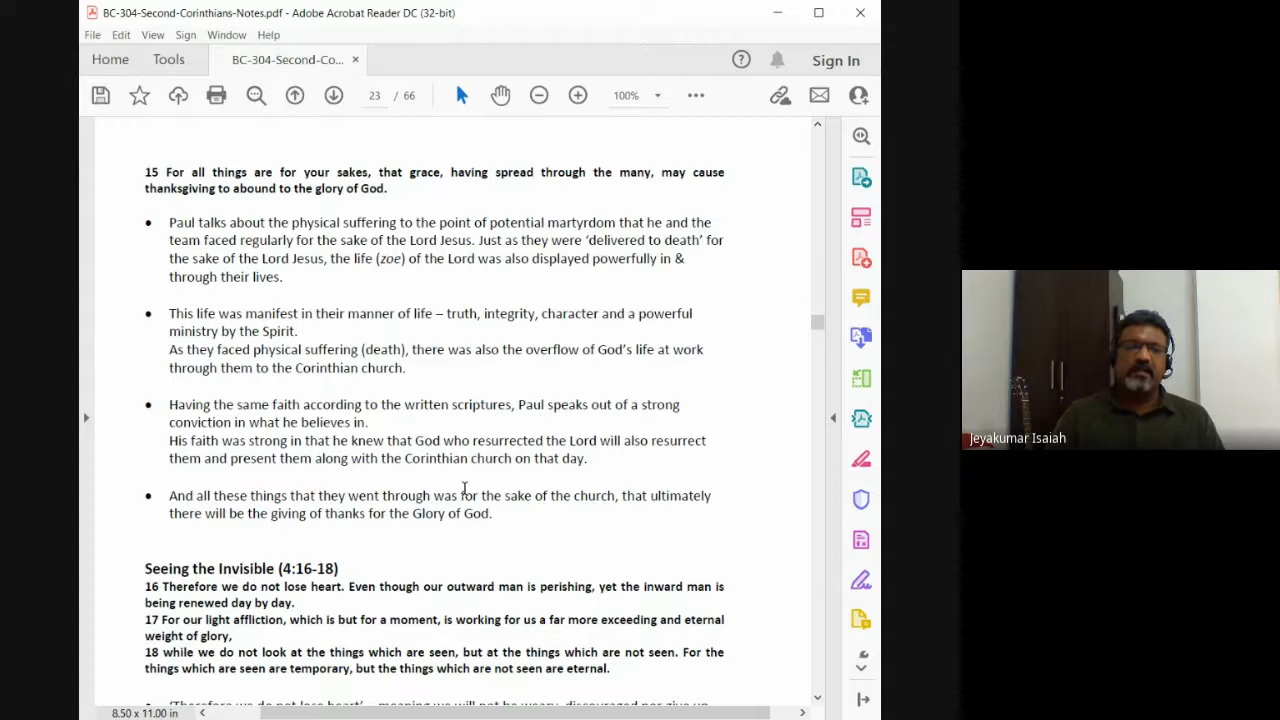 BC-304-Second-Corinthians-Notes.pdf - Adobe Acrobat Reader DC (32-bit)
File Edit View Sign Window Help
Home Tools BC-304-Second-Co... × Sign In
23 / 66 100%
15 For all things are for your sakes, that grace, having spread through the many, may cause
thanksgiving to abound to the glory of God.
• Paul talks about the physical suffering to the point of potential martyrdom that he and the
team faced regularly for the sake of the Lord Jesus. Just as they were ‘delivered to death’ for
the sake of the Lord Jesus, the life (zoe) of the Lord was also displayed powerfully in &
through their lives.
• This life was manifest in their manner of life – truth, integrity, character and a powerful
ministry by the Spirit.
As they faced physical suffering (death), there was also the overflow of God’s life at work
through them to the Corinthian church.
• Having the same faith according to the written scriptures, Paul speaks out of a strong
conviction in what he believes in.
His faith was strong in that he knew that God who resurrected the Lord will also resurrect
them and present them along with the Corinthian church on that day.
• And all these things that they went through was for the sake of the church, that ultimately
there will be the giving of thanks for the Glory of God.
Seeing the Invisible (4:16-18)
16 Therefore we do not lose heart. Even though our outward man is perishing, yet the inward man is
being renewed day by day.
17 For our light affliction, which is but for a moment, is working for us a far more exceeding and eternal
weight of glory,
18 while we do not look at the things which are seen, but at the things which are not seen. For the
things which are seen are temporary, but the things which are not seen are eternal.
• ‘Therefore we do not lose heart’ – meaning we will not be weary, discouraged nor give up
8.50 x 11.00 in
Jeyakumar Isaiah